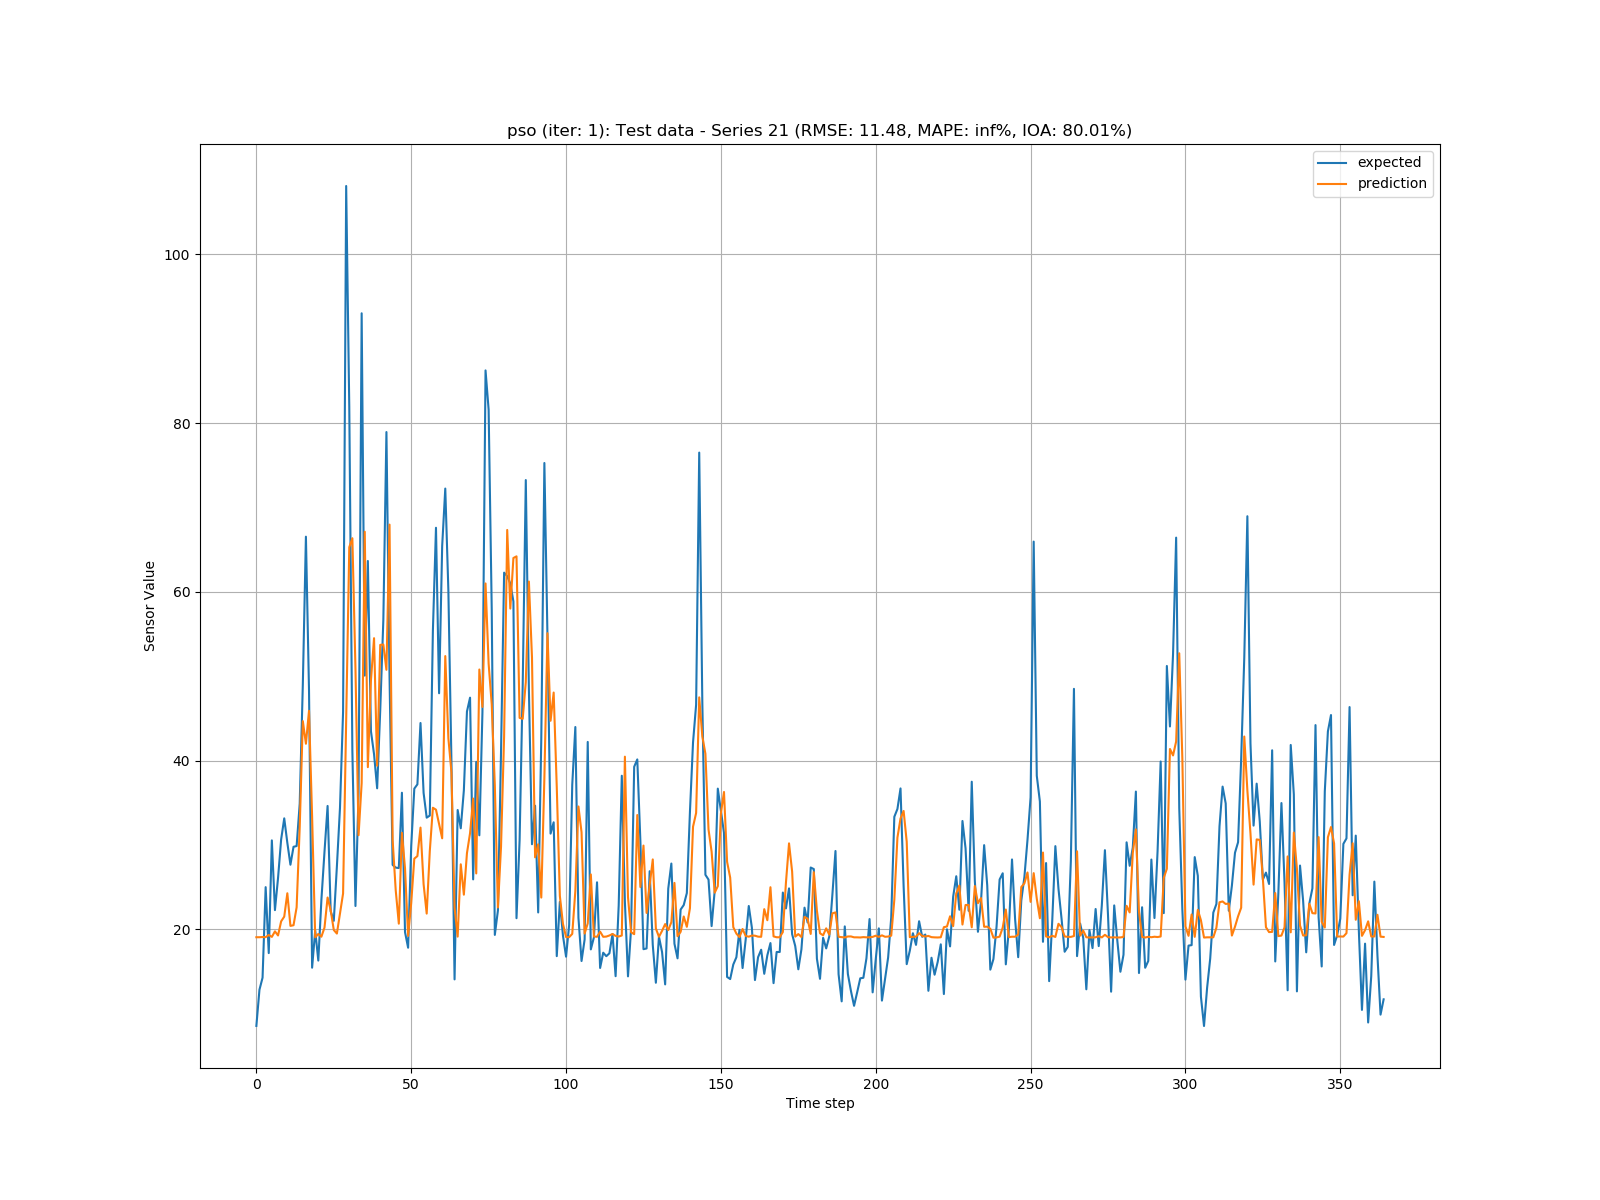 pso (iter: 1): Test data - Series 21 (RMSE: 11.48, MAPE: inf%, IOA: 80.01%)
expected
prediction
100
80
60
40
20
Sensor Value
0 50 100 150 200 250 300 350
Time step